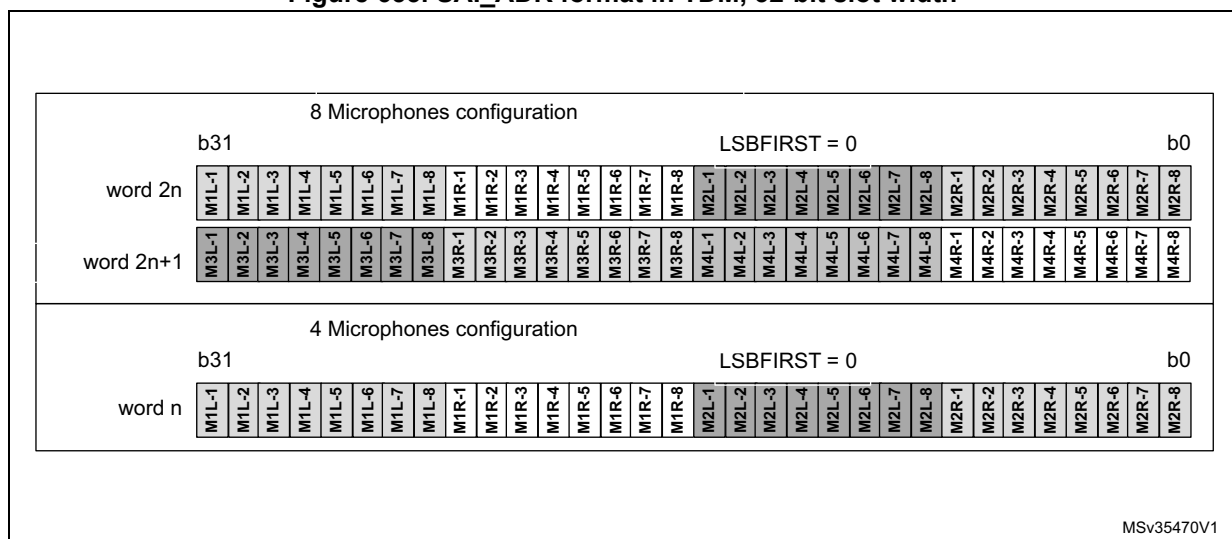 8 Microphones configuration
b31 LSBFIRST = 0 b0
word 2n M1L-1 M1L-2 M1L-3 M1L-4 M1L-5 M1L-6 M1L-7 M1L-8 M1R-1 M1R-2 M1R-3 M1R-4 M1R-5 M1R-6 M1R-7 M1R-8 M2L-1 M2L-2 M2L-3 M2L-4 M2L-5 M2L-6 M2L-7 M2L-8 M2R-1 M2R-2 M2R-3 M2R-4 M2R-5 M2R-6 M2R-7 M2R-8
word 2n+1 M3L-1 M3L-2 M3L-3 M3L-4 M3L-5 M3L-6 M3L-7 M3L-8 M3R-1 M3R-2 M3R-3 M3R-4 M3R-5 M3R-6 M3R-7 M3R-8 M4L-1 M4L-2 M4L-3 M4L-4 M4L-5 M4L-6 M4L-7 M4L-8 M4R-1 M4R-2 M4R-3 M4R-4 M4R-5 M4R-6 M4R-7 M4R-8
4 Microphones configuration
b31 LSBFIRST = 0 b0
word n M1L-1 M1L-2 M1L-3 M1L-4 M1L-5 M1L-6 M1L-7 M1L-8 M1R-1 M1R-2 M1R-3 M1R-4 M1R-5 M1R-6 M1R-7 M1R-8 M2L-1 M2L-2 M2L-3 M2L-4 M2L-5 M2L-6 M2L-7 M2L-8 M2R-1 M2R-2 M2R-3 M2R-4 M2R-5 M2R-6 M2R-7 M2R-8
MSv35470V1